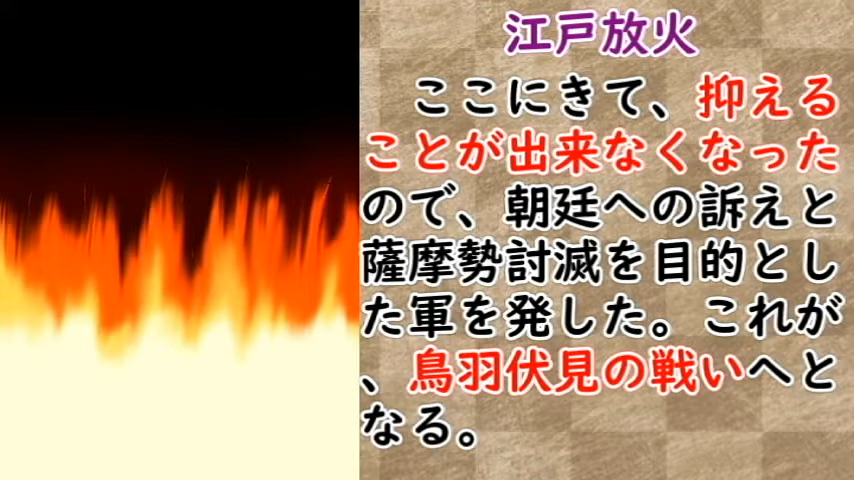 江戸放火
ここにきて、抑える
ことが出来なくなった
ので、朝廷への訴えと
薩摩勢討滅を目的とし
た軍を発した。これが
、鳥羽伏見の戦いへと
なる。